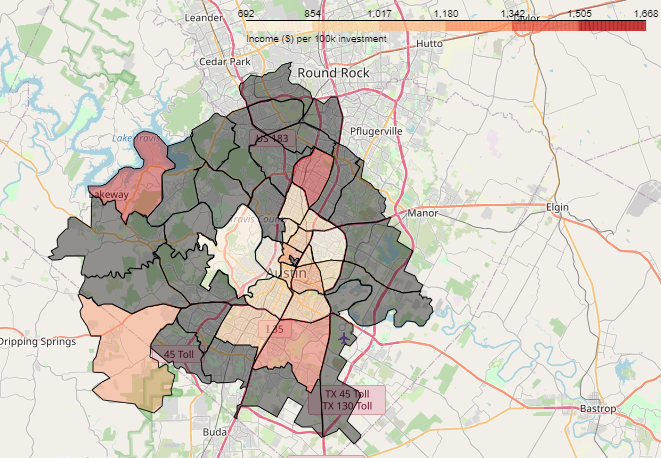 692 854 1,017 1,180 1,342 1,505 1,668
Income ($) per 100k investment
Leander
Taylor
Hutto
Cedar Park
Round Rock
Pflugerville
US 183
Lake Travis
Lakeway
Manor
Elgin
Travis County
Austin
I 35
Dripping Springs
45 Toll
TX 45 Toll
TX 130 Toll
Bastrop
Buda